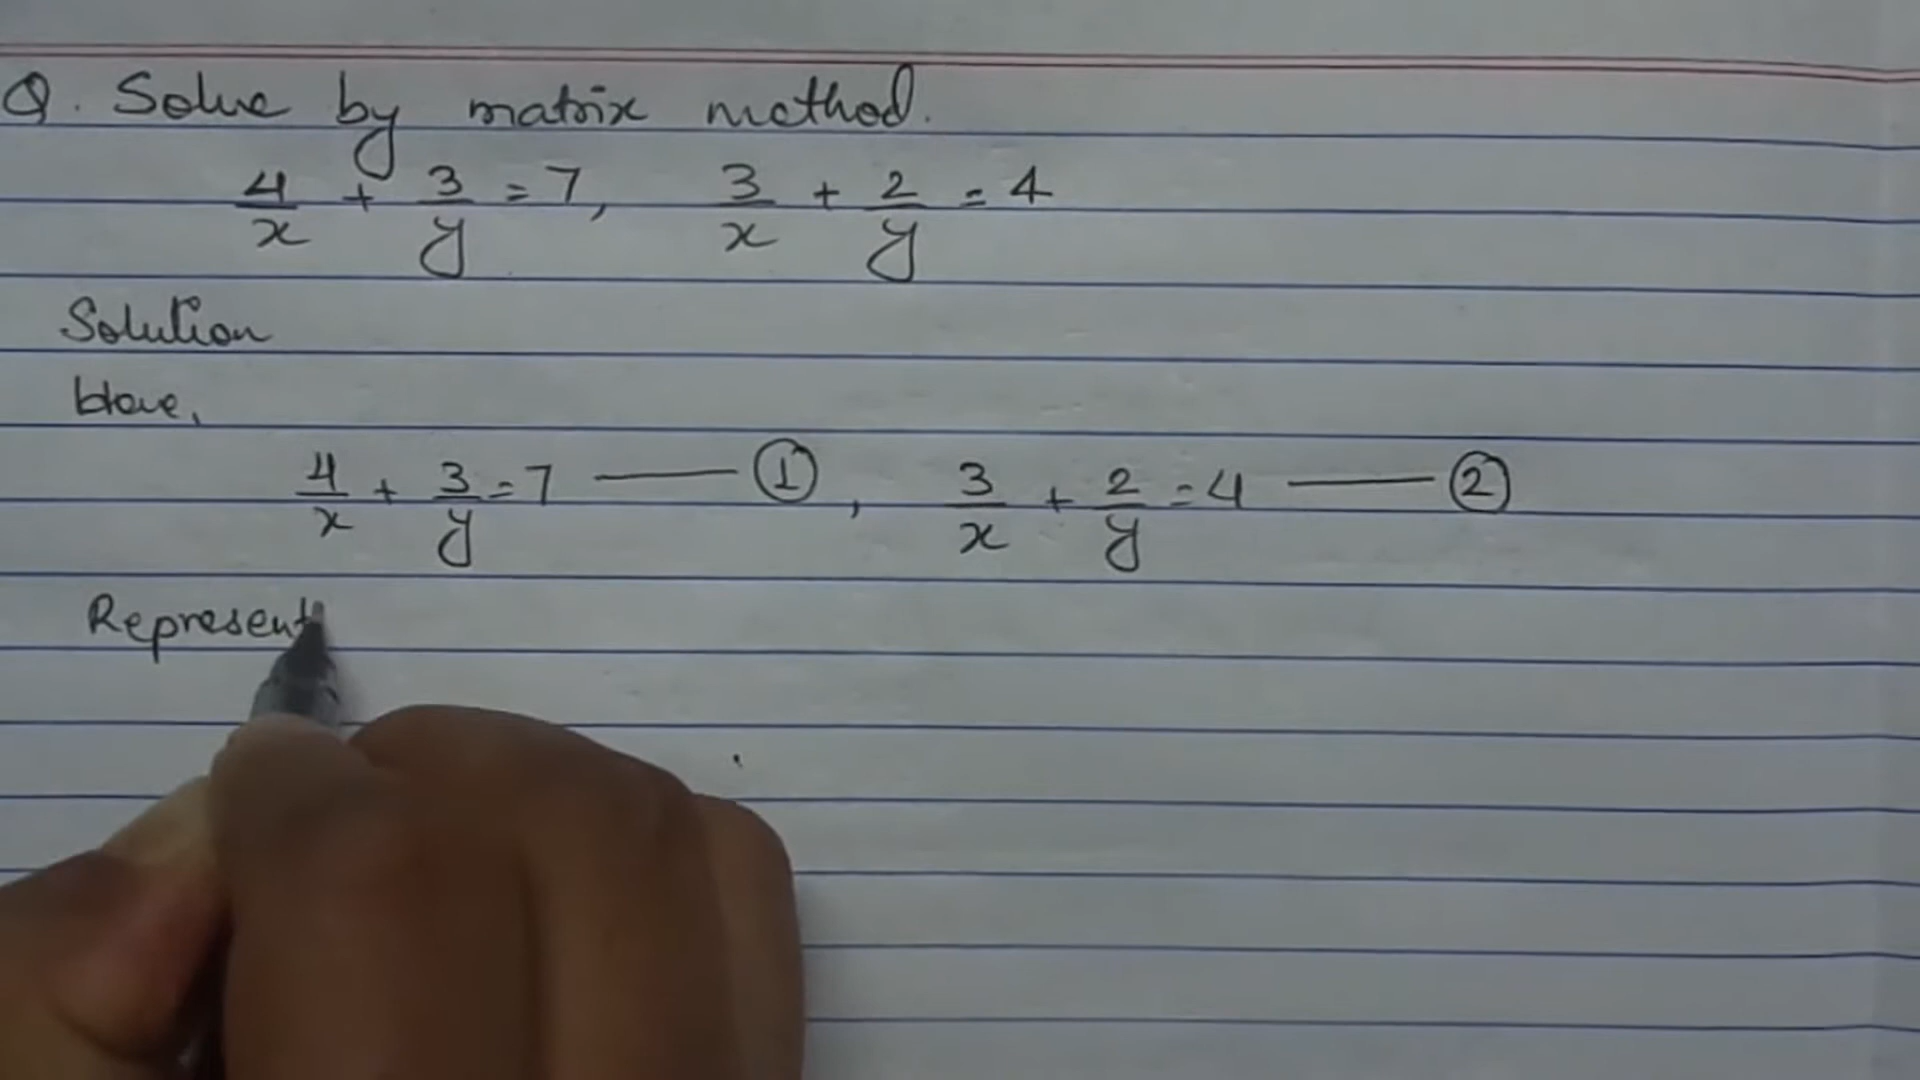 Q. Solve by matrix method.
4/x + 3/y = 7, 3/x + 2/y = 4
Solution
Here,
4/x + 3/y = 7 —— ①, 3/x + 2/y = 4 —— ②
Represent